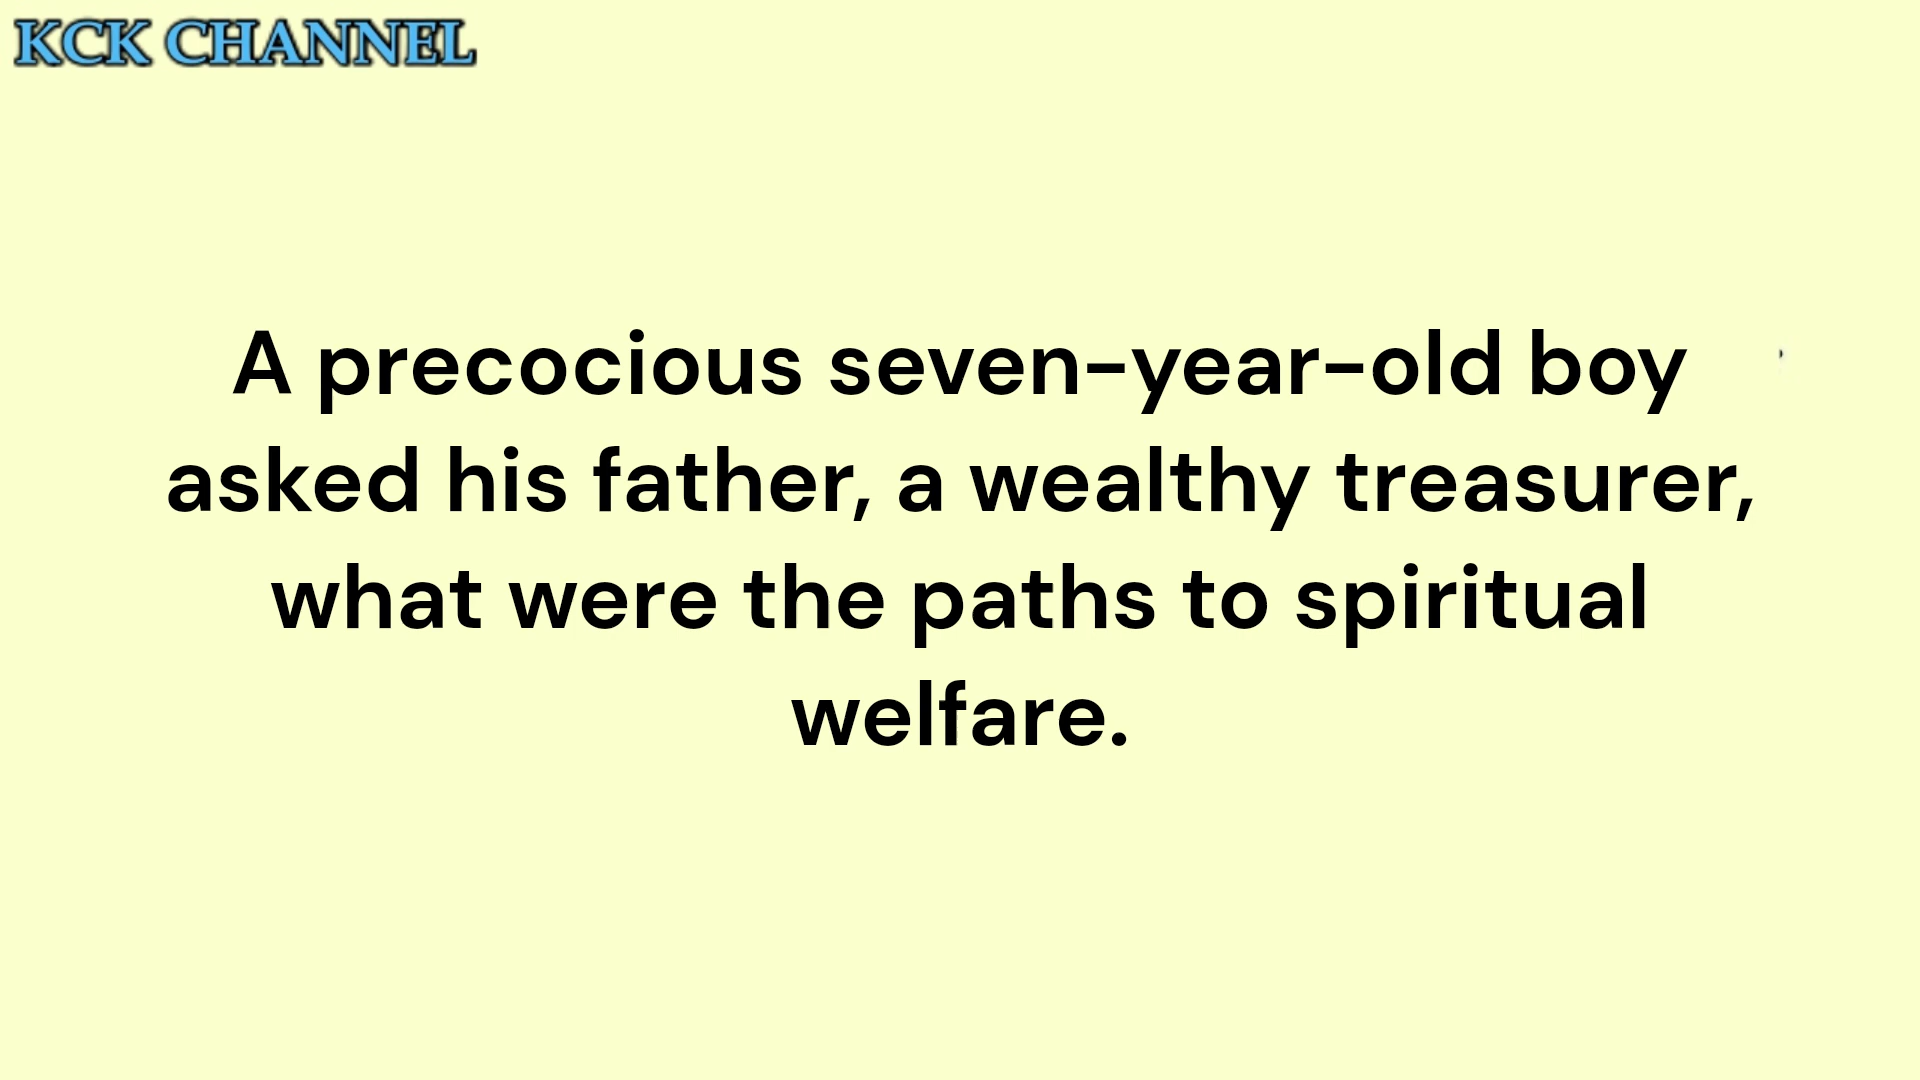 KCK CHANNEL
A precocious seven-year-old boy
asked his father, a wealthy treasurer,
what were the paths to spiritual
welfare.